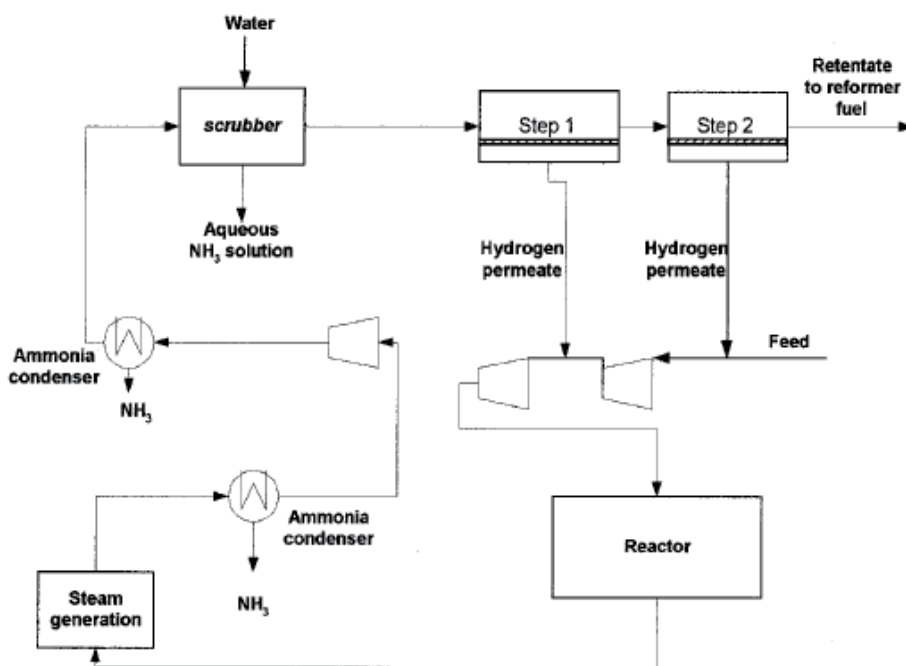 Water
scrubber
Step 1
Step 2
Retentate
to reformer
fuel
Aqueous
NH₃ solution
Hydrogen
permeate
Hydrogen
permeate
Feed
Ammonia
condenser
NH₃
Ammonia
condenser
Reactor
Steam
generation
NH₃